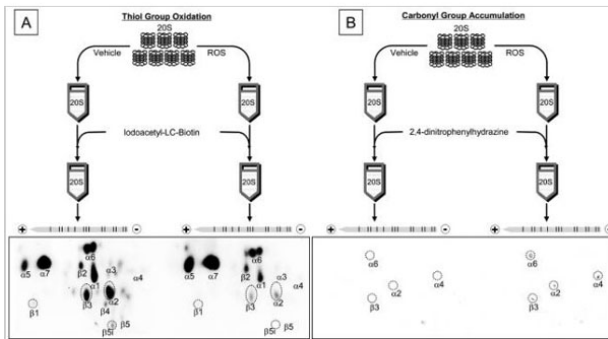 A
Thiol Group Oxidation
20S
Vehicle
ROS
20S
20S
Iodoacetyl-LC-Biotin
20S
20S
+
-
+
-
α5 α7 β2 α6 α1 α3 α4
β1 β3 α2 β4 β5 β5i
α5 α7 β2 α6 α1 α3 α4
β1 β3 α2 β5 β5i
B
Carbonyl Group Accumulation
20S
Vehicle
ROS
20S
20S
2,4-dinitrophenylhydrazine
20S
20S
+
-
+
-
α6 α4 α2 β3
α6 α4 α2 β3